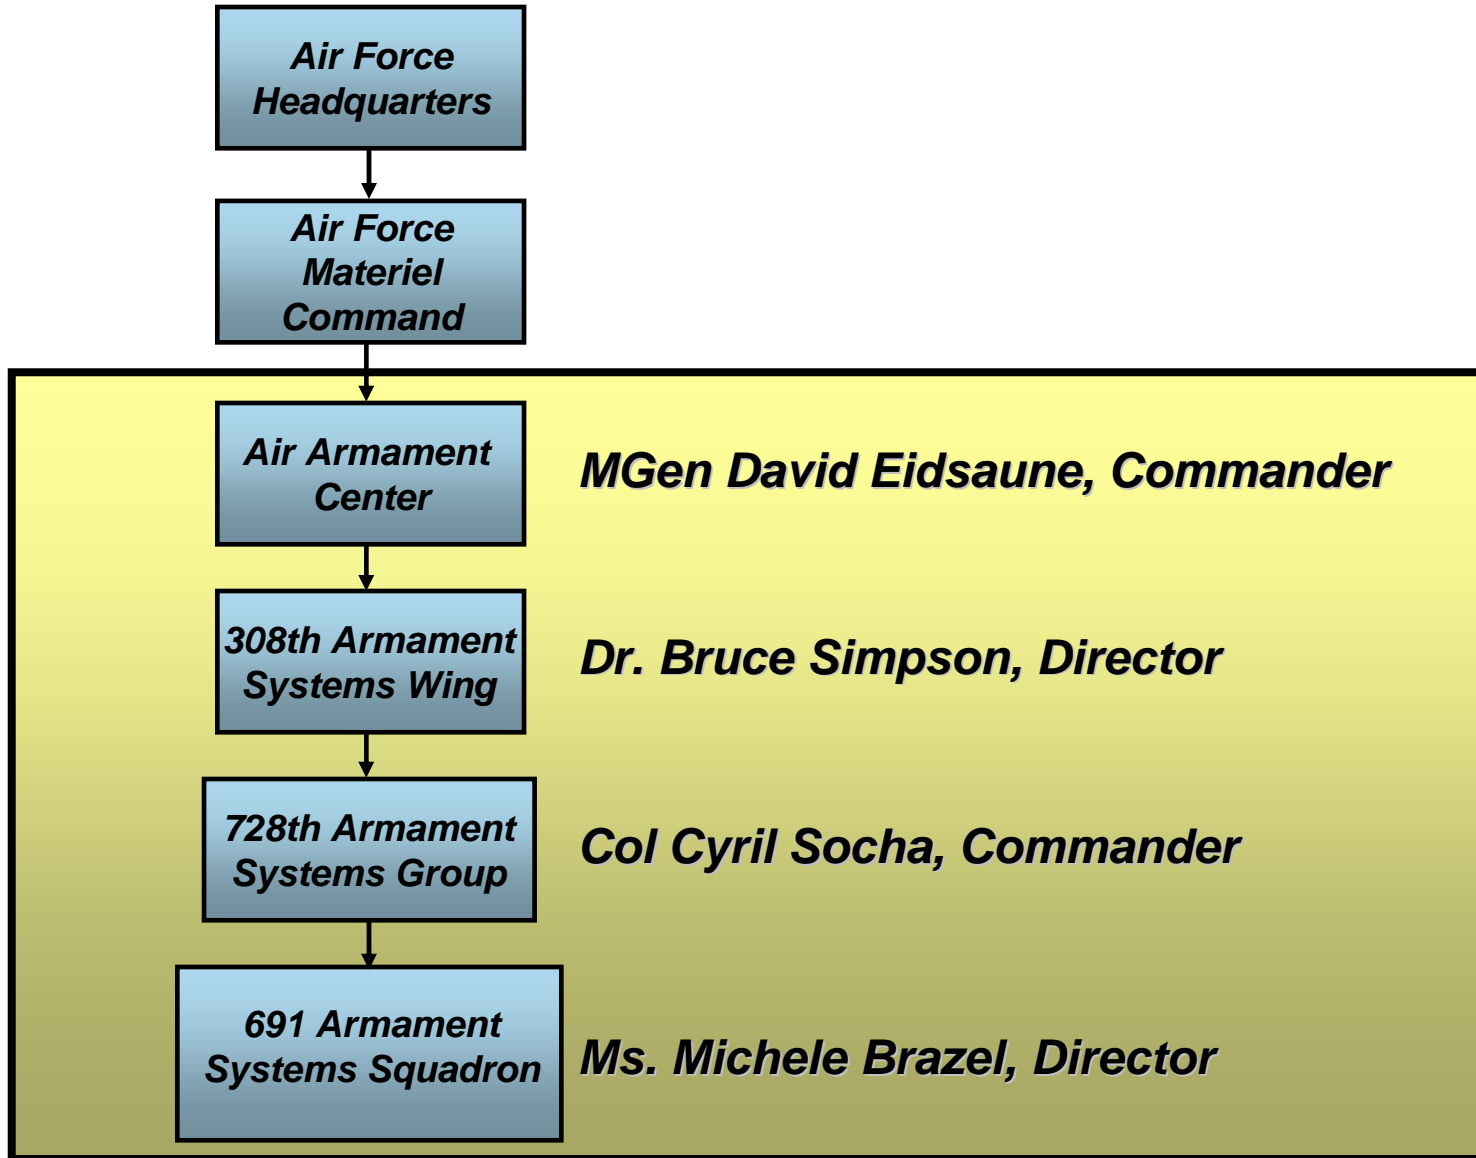 Air Force
Headquarters
Air Force
Materiel
Command
Air Armament
Center
MGen David Eidsaune, Commander
308th Armament
Systems Wing
Dr. Bruce Simpson, Director
728th Armament
Systems Group
Col Cyril Socha, Commander
691 Armament
Systems Squadron
Ms. Michele Brazel, Director